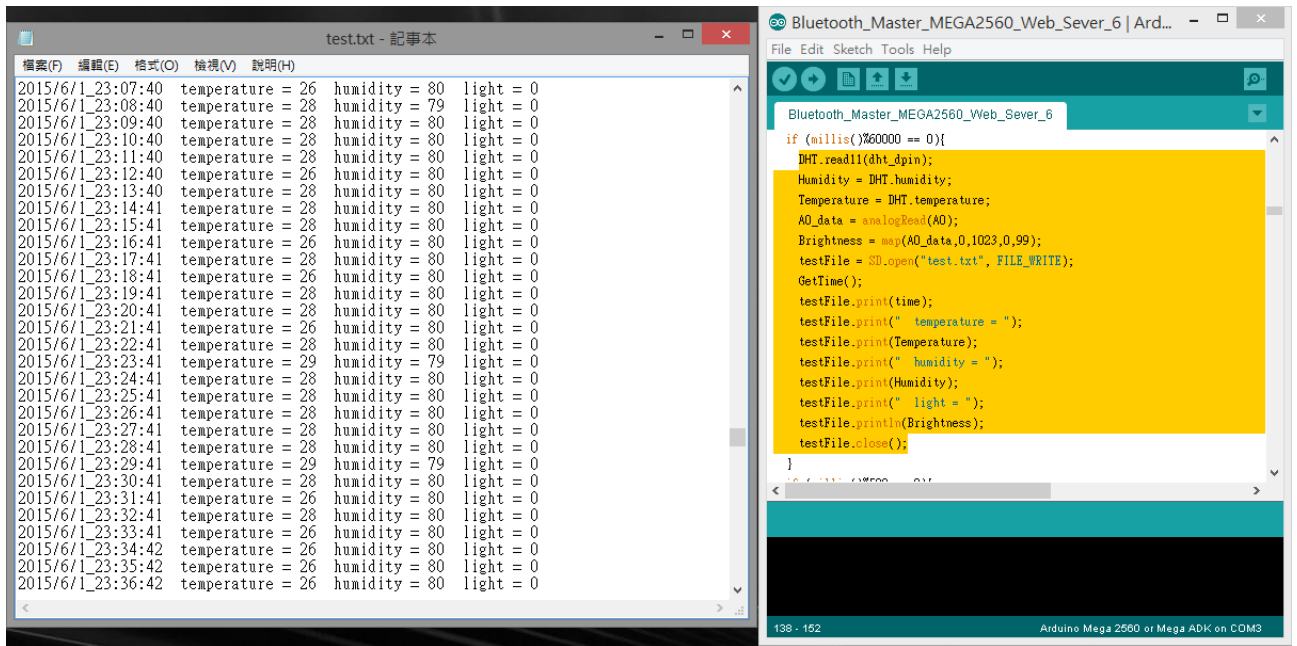 test.txt - 記事本
檔案(F) 編輯(E) 格式(O) 檢視(V) 說明(H)
2015/6/1_23:07:40 temperature = 26 humidity = 80 light = 0
2015/6/1_23:08:40 temperature = 28 humidity = 79 light = 0
2015/6/1_23:09:40 temperature = 28 humidity = 80 light = 0
2015/6/1_23:10:40 temperature = 28 humidity = 80 light = 0
2015/6/1_23:11:40 temperature = 28 humidity = 80 light = 0
2015/6/1_23:12:40 temperature = 26 humidity = 80 light = 0
2015/6/1_23:13:40 temperature = 28 humidity = 80 light = 0
2015/6/1_23:14:41 temperature = 28 humidity = 80 light = 0
2015/6/1_23:15:41 temperature = 28 humidity = 80 light = 0
2015/6/1_23:16:41 temperature = 26 humidity = 80 light = 0
2015/6/1_23:17:41 temperature = 28 humidity = 80 light = 0
2015/6/1_23:18:41 temperature = 26 humidity = 80 light = 0
2015/6/1_23:19:41 temperature = 28 humidity = 80 light = 0
2015/6/1_23:20:41 temperature = 28 humidity = 80 light = 0
2015/6/1_23:21:41 temperature = 26 humidity = 80 light = 0
2015/6/1_23:22:41 temperature = 28 humidity = 80 light = 0
2015/6/1_23:23:41 temperature = 29 humidity = 79 light = 0
2015/6/1_23:24:41 temperature = 28 humidity = 80 light = 0
2015/6/1_23:25:41 temperature = 28 humidity = 80 light = 0
2015/6/1_23:26:41 temperature = 28 humidity = 80 light = 0
2015/6/1_23:27:41 temperature = 28 humidity = 80 light = 0
2015/6/1_23:28:41 temperature = 28 humidity = 80 light = 0
2015/6/1_23:29:41 temperature = 29 humidity = 79 light = 0
2015/6/1_23:30:41 temperature = 28 humidity = 80 light = 0
2015/6/1_23:31:41 temperature = 26 humidity = 80 light = 0
2015/6/1_23:32:41 temperature = 28 humidity = 80 light = 0
2015/6/1_23:33:41 temperature = 26 humidity = 80 light = 0
2015/6/1_23:34:42 temperature = 26 humidity = 80 light = 0
2015/6/1_23:35:42 temperature = 26 humidity = 80 light = 0
2015/6/1_23:36:42 temperature = 26 humidity = 80 light = 0
Bluetooth_Master_MEGA2560_Web_Sever_6 | Ard...
File Edit Sketch Tools Help
Bluetooth_Master_MEGA2560_Web_Sever_6
if (millis()%60000 == 0){
DHT.read11(dht_dpin);
Humidity = DHT.humidity;
Temperature = DHT.temperature;
A0_data = analogRead(A0);
Brightness = map(A0_data,0,1023,0,99);
testFile = SD.open("test.txt", FILE_WRITE);
GetTime();
testFile.print(time);
testFile.print("  temperature = ");
testFile.print(Temperature);
testFile.print("  humidity = ");
testFile.print(Humidity);
testFile.print("  light = ");
testFile.println(Brightness);
testFile.close();
}
138 - 152
Arduino Mega 2560 or Mega ADK on COM3